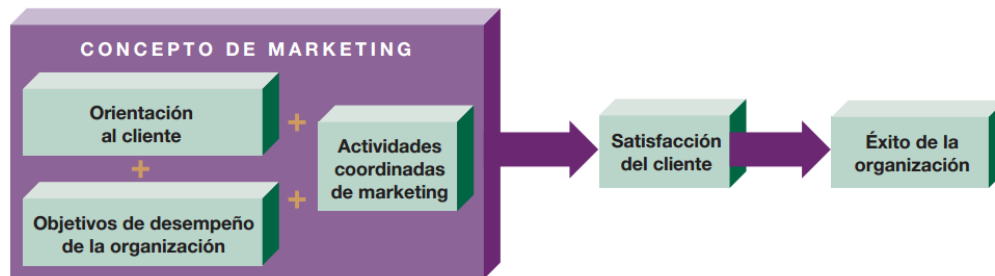 CONCEPTO DE MARKETING
Orientación
al cliente
+
+
Objetivos de desempeño
de la organización
+
Actividades
coordinadas
de marketing
Satisfacción
del cliente
Éxito de la
organización